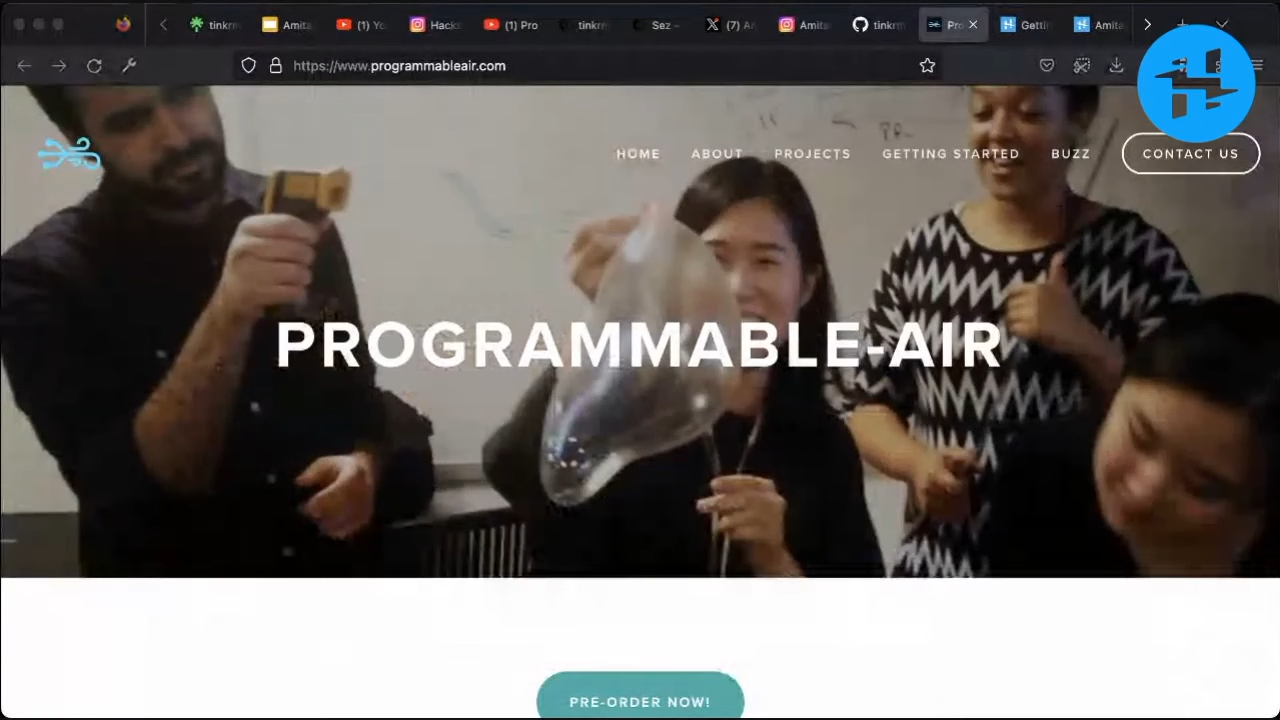 tinkrm
Amita
(1) Yo
Hacks
(1) Pro
tinkrm
Sez –
(7) A
Amita
tinkrm
Pro
Getti
Amita
https://www.programmableair.com
HOME
ABOUT
PROJECTS
GETTING STARTED
BUZZ
CONTACT US
PROGRAMMABLE-AIR
PRE-ORDER NOW!